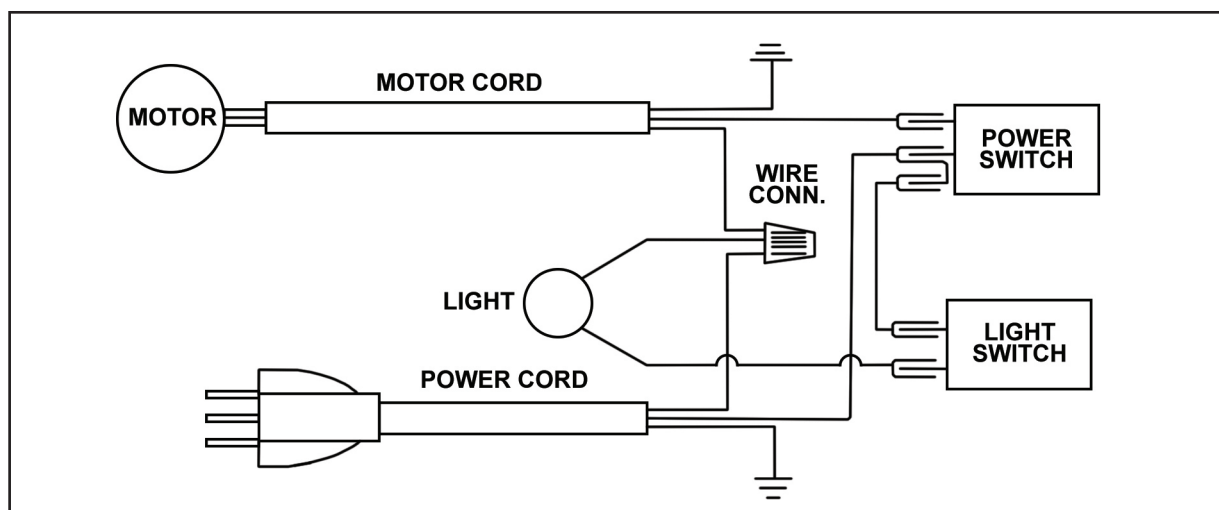 MOTOR
MOTOR CORD
POWER
SWITCH
WIRE
CONN.
LIGHT
LIGHT
SWITCH
POWER CORD